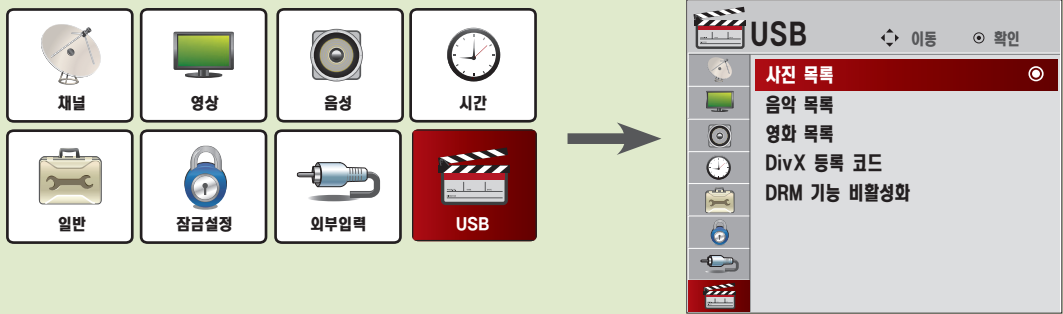 채널
영상
음성
시간
일반
잠금설정
외부입력
USB
USB 이동 확인
사진 목록
음악 목록
영화 목록
DivX 등록 코드
DRM 기능 비활성화